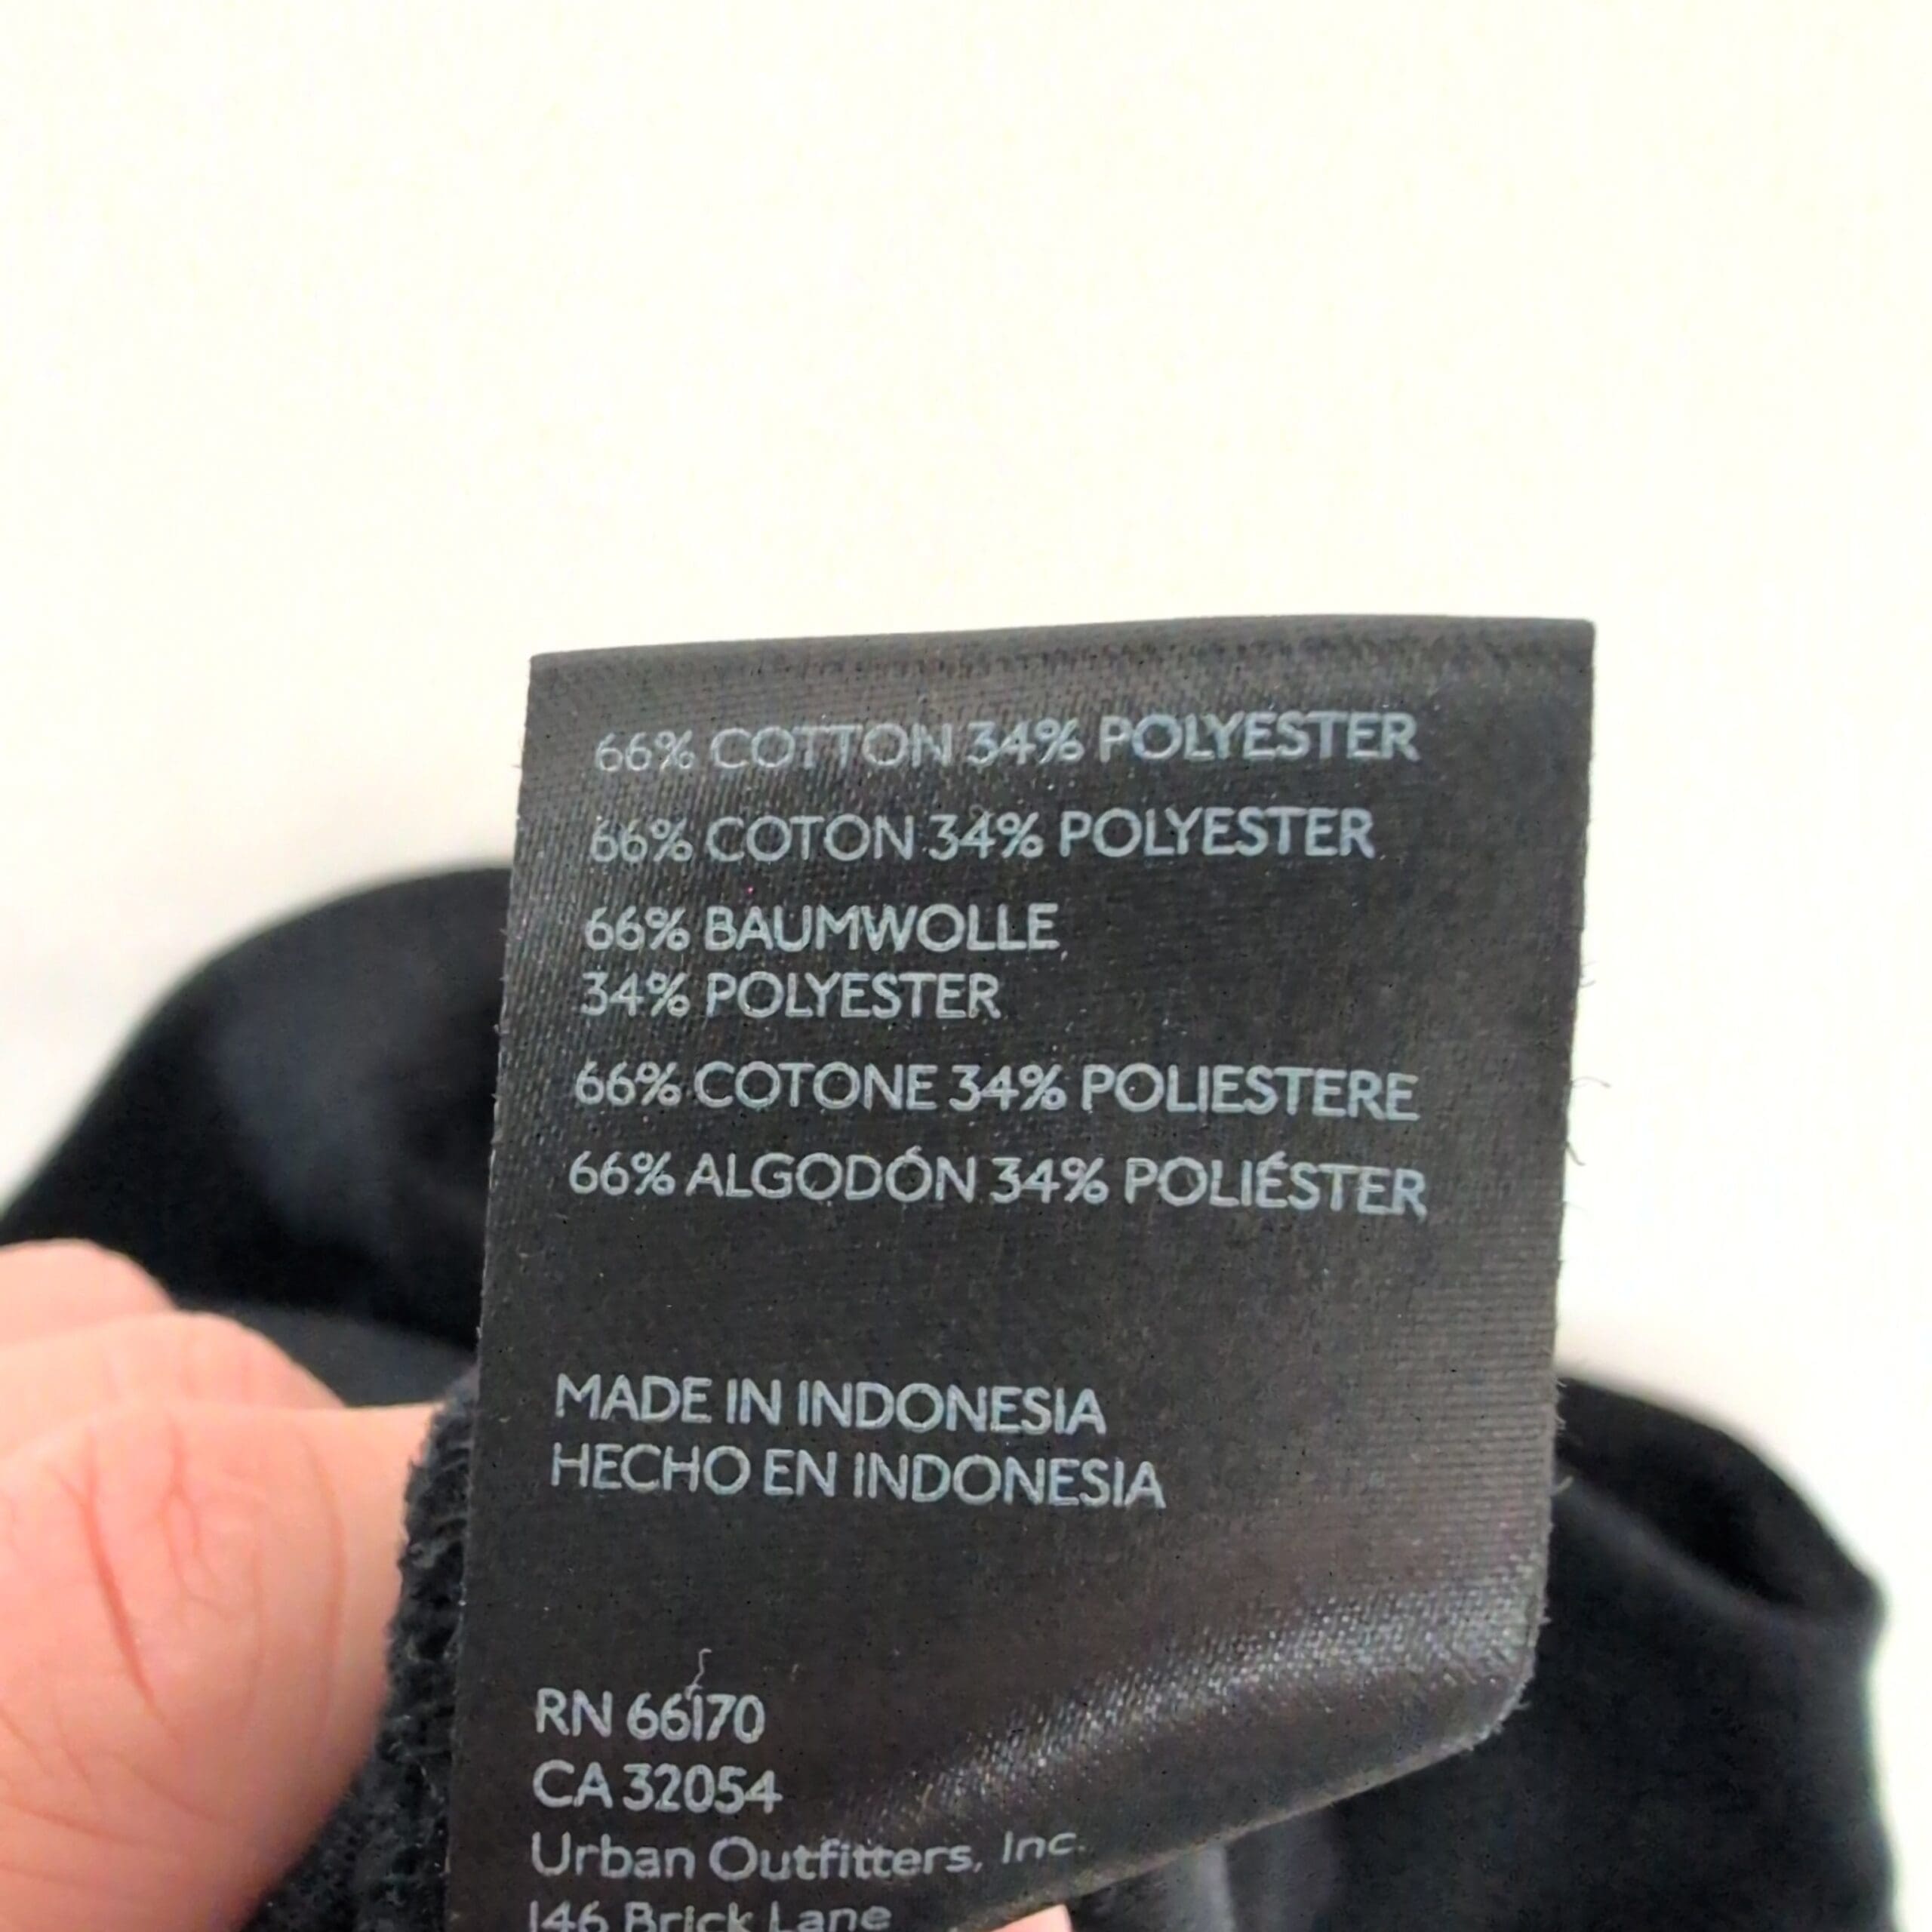 66% COTTON 34% POLYESTER
66% COTON 34% POLYESTER
66% BAUMWOLLE
34% POLYESTER
66% COTONE 34% POLIESTERE
66% ALGODÓN 34% POLIÉSTER
MADE IN INDONESIA
HECHO EN INDONESIA
RN 66170
CA 32054
Urban Outfitters, Inc.
146 Brick Lane